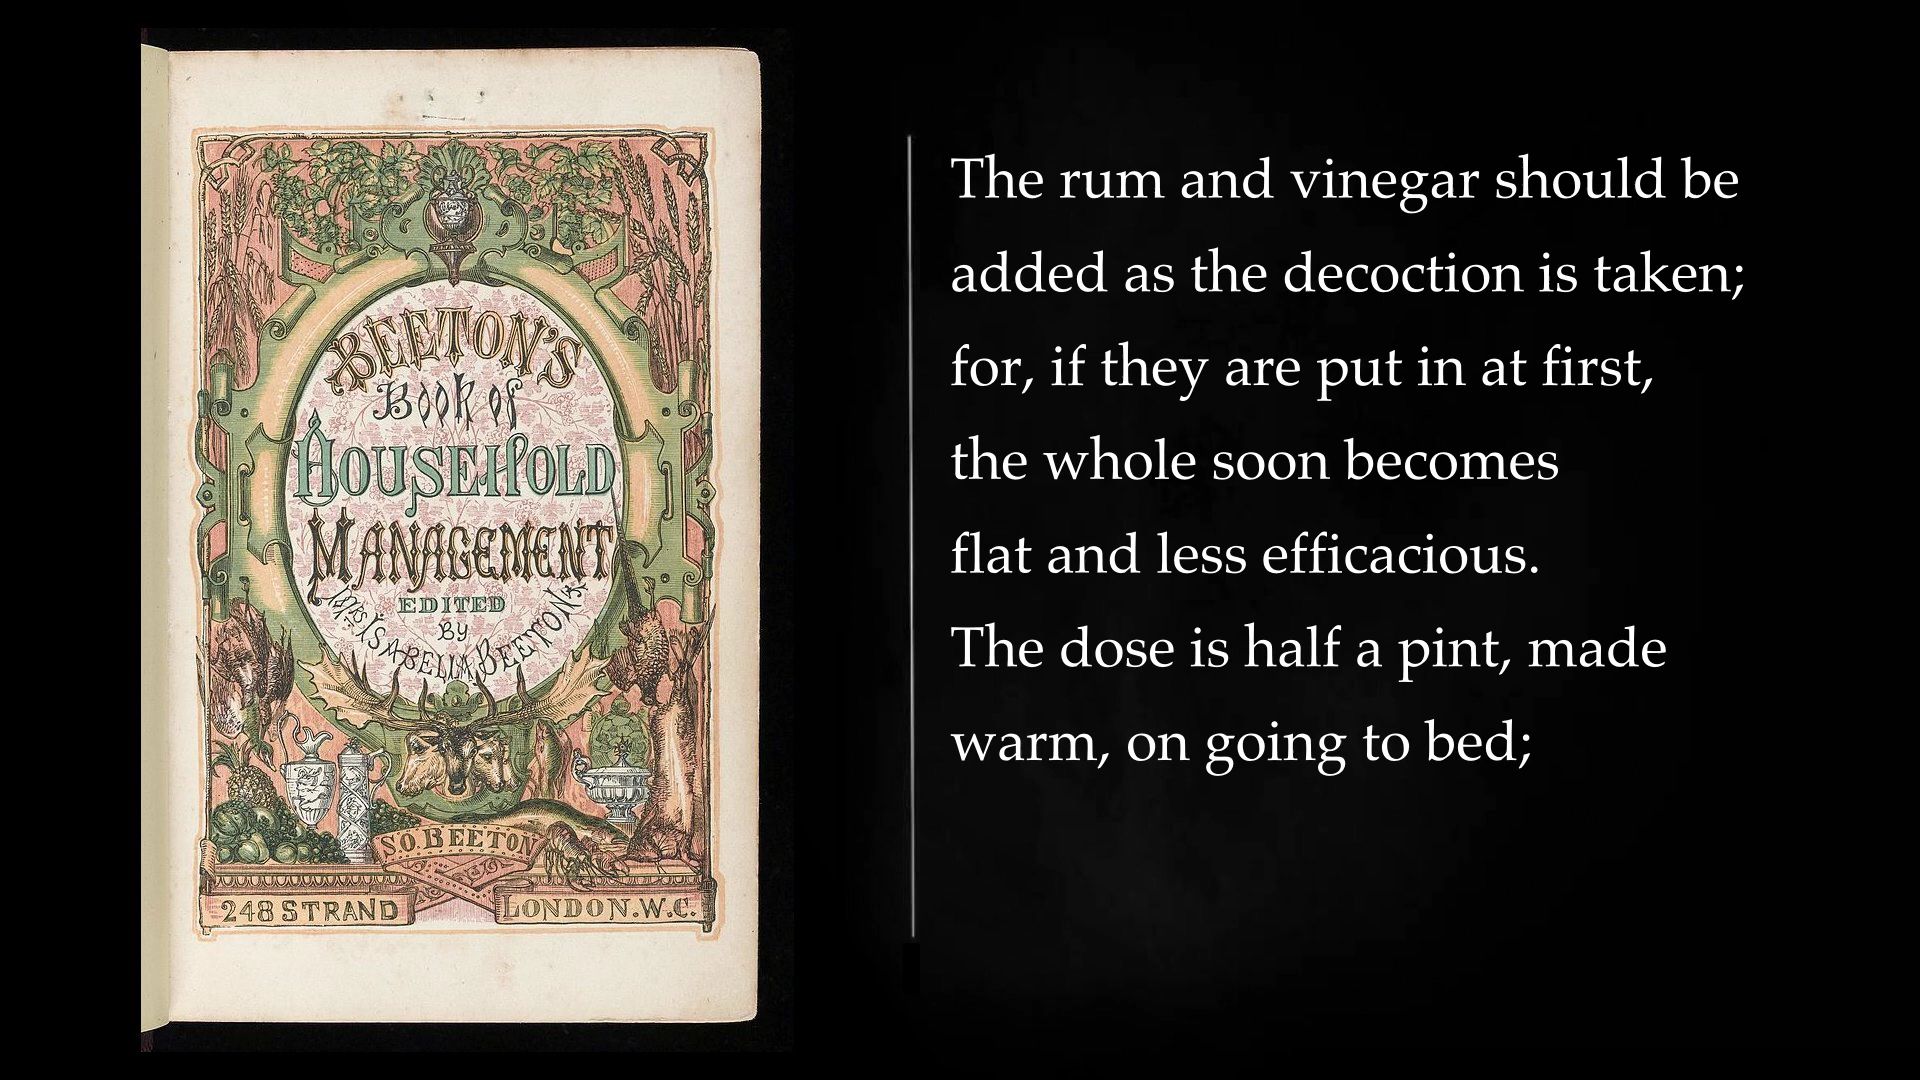 BEETON'S
Book of
HOUSEHOLD
MANAGEMENT
EDITED
BY
MRS ISABELLA BEETON
S.O. BEETON
248 STRAND
LONDON. W.C.
The rum and vinegar should be
added as the decoction is taken;
for, if they are put in at first,
the whole soon becomes
flat and less efficacious.
The dose is half a pint, made
warm, on going to bed;